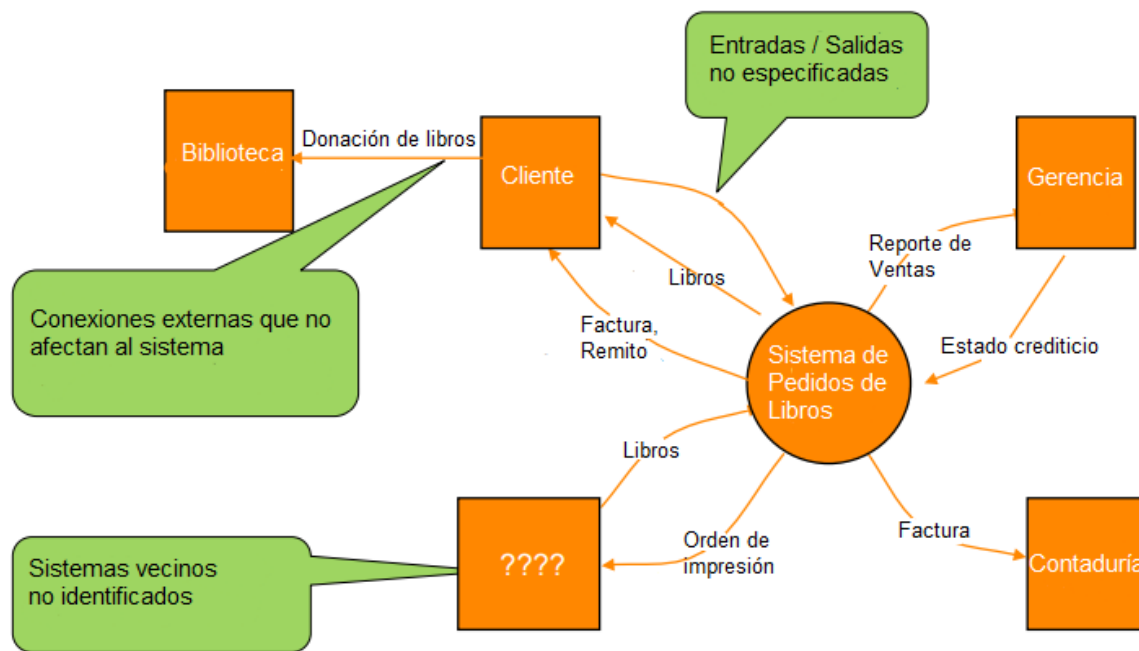 Entradas / Salidas
no especificadas
Biblioteca
Donación de libros
Cliente
Gerencia
Reporte de
Ventas
Libros
Conexiones externas que no
afectan al sistema
Factura,
Remito
Sistema de
Pedidos de
Libros
Estado crediticio
Libros
Sistemas vecinos
no identificados
????
Orden de
impresión
Factura
Contaduría